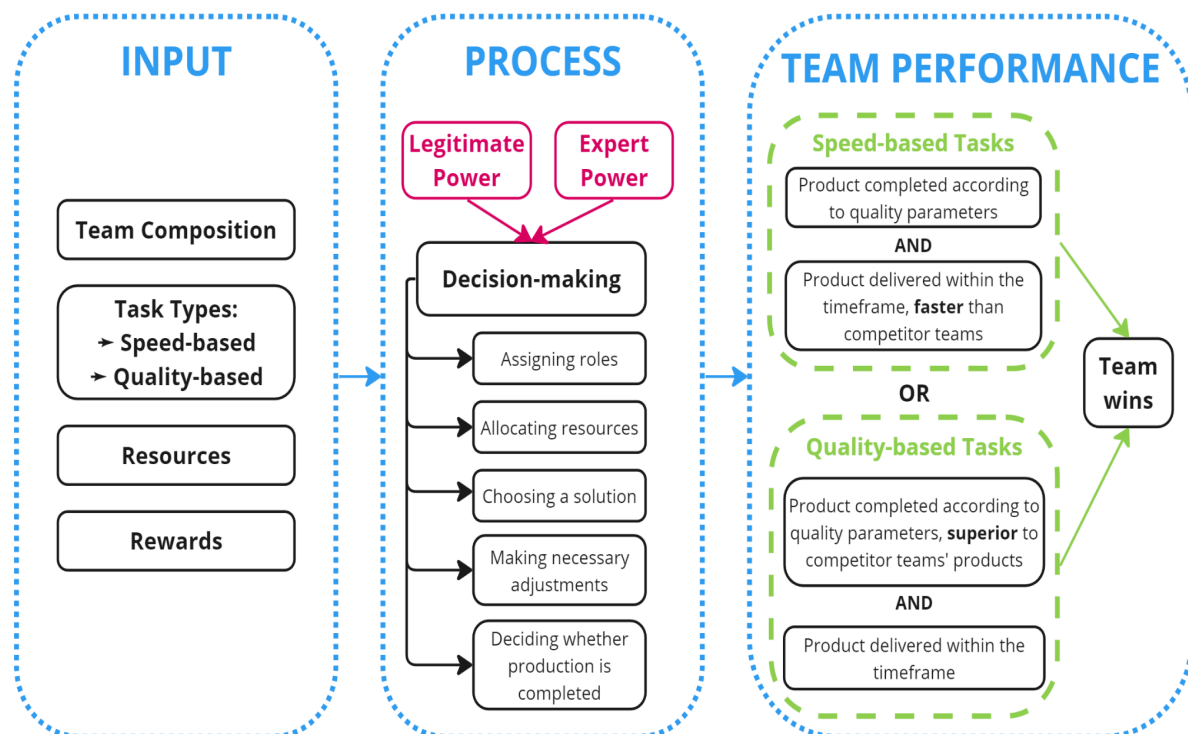 INPUT
Team Composition
Task Types:
➛ Speed-based
➛ Quality-based
Resources
Rewards
PROCESS
Legitimate
Power
Expert
Power
Decision-making
Assigning roles
Allocating resources
Choosing a solution
Making necessary
adjustments
Deciding whether
production is
completed
TEAM PERFORMANCE
Speed-based Tasks
Product completed according
to quality parameters
AND
Product delivered within the
timeframe, faster than
competitor teams
OR
Quality-based Tasks
Product completed according to
quality parameters, superior to
competitor teams' products
AND
Product delivered within the
timeframe
Team
wins